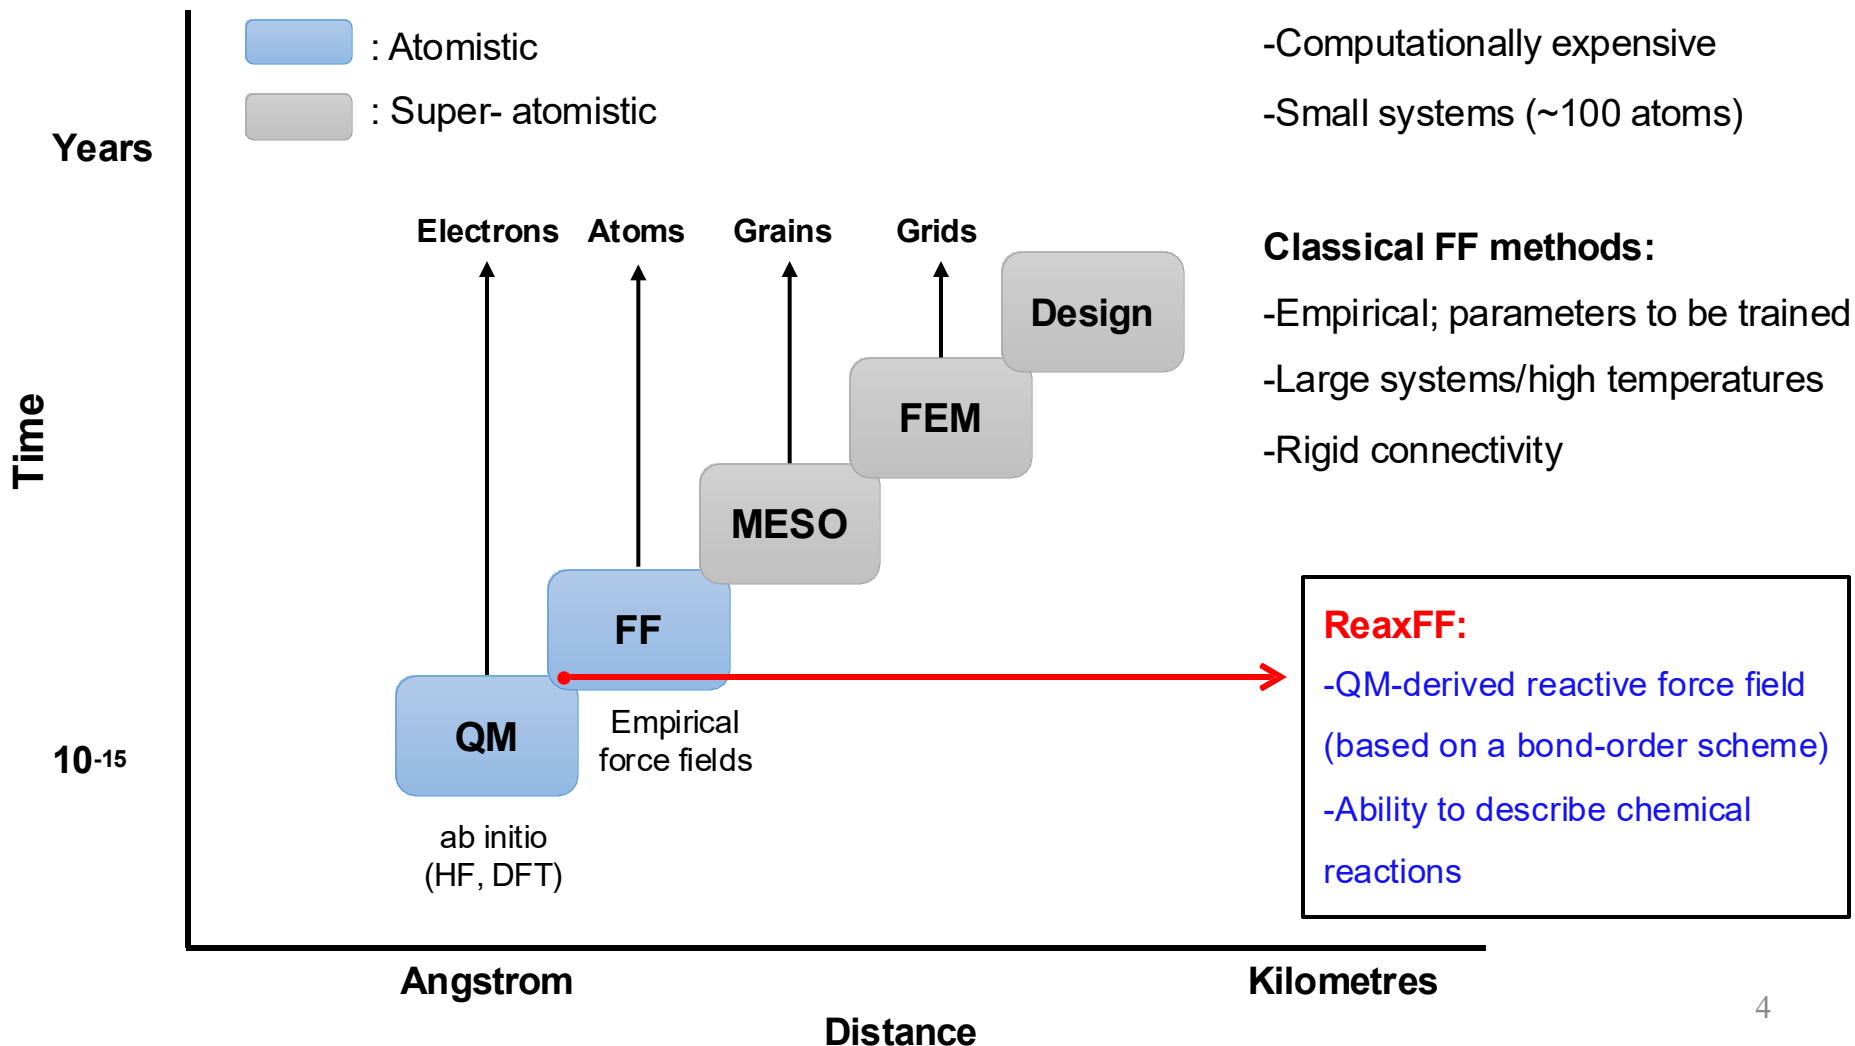 : Atomistic
: Super- atomistic
-Computationally expensive
-Small systems (~100 atoms)
Years
Electrons Atoms Grains Grids
Classical FF methods:
-Empirical; parameters to be trained
-Large systems/high temperatures
-Rigid connectivity
Design
FEM
MESO
FF
QM
Time
Empirical
force fields
10-15
ab initio
(HF, DFT)
ReaxFF:
-QM-derived reactive force field
(based on a bond-order scheme)
-Ability to describe chemical
reactions
Angstrom
Kilometres
Distance
4